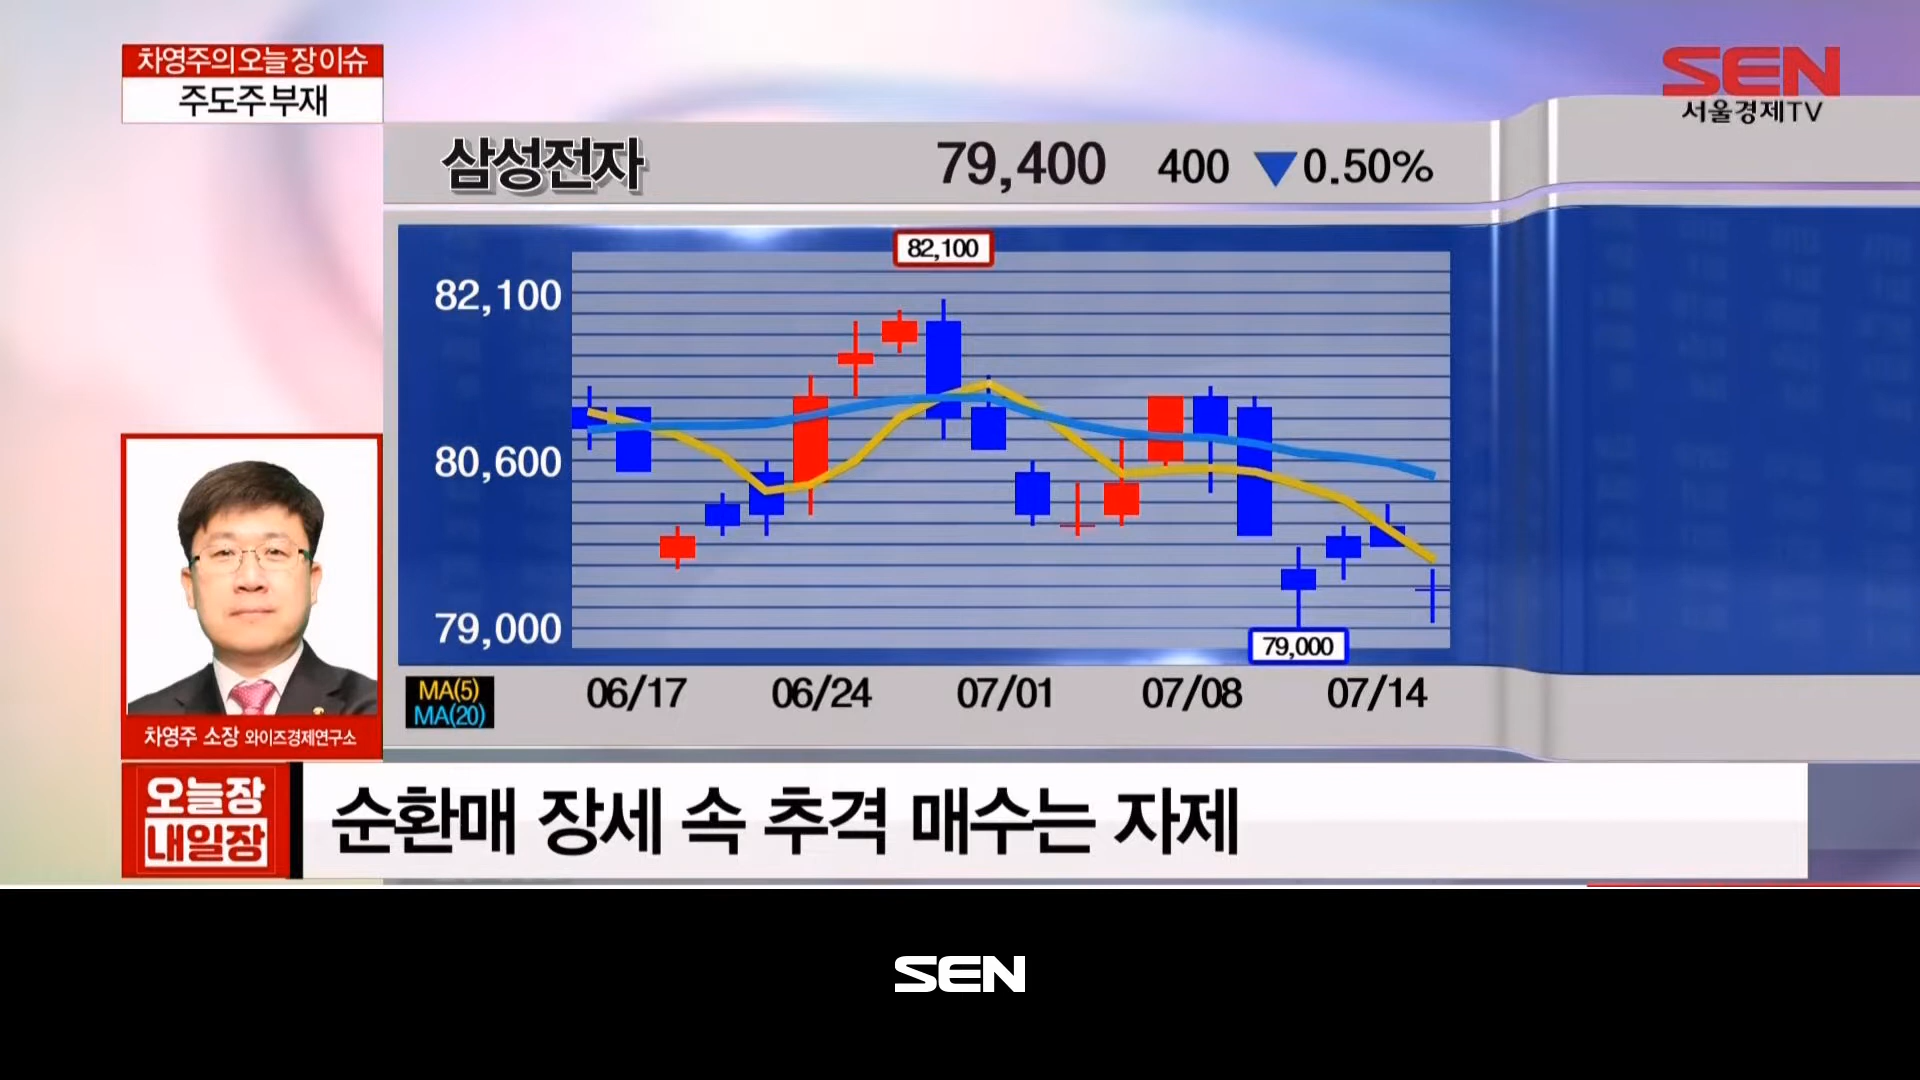 차영주의 오늘 장 이슈
주도주 부재
SEN
서울경제TV
삼성전자 79,400 400 ▼0.50%
82,100
82,100
80,600
79,000
79,000
MA(5)
MA(20)
06/17 06/24 07/01 07/08 07/14
차영주 소장 와이즈경제연구소
오늘장
내일장
순환매 장세 속 추격 매수는 자제
SEN